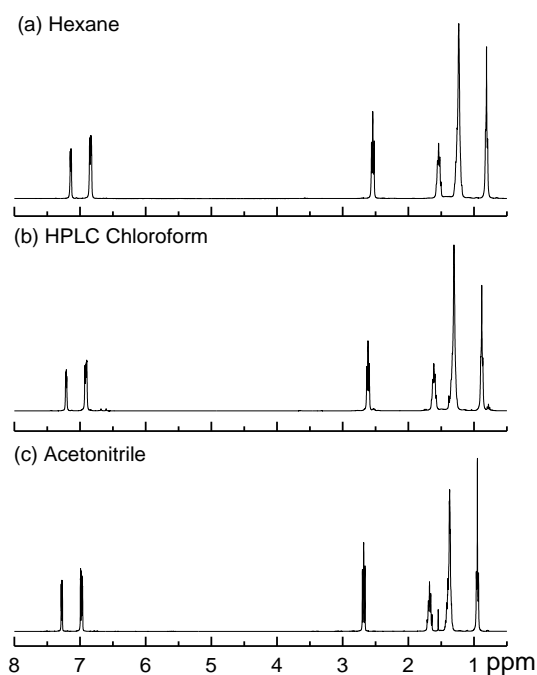 (a) Hexane
(b) HPLC Chloroform
(c) Acetonitrile
8 7 6 5 4 3 2 1 ppm